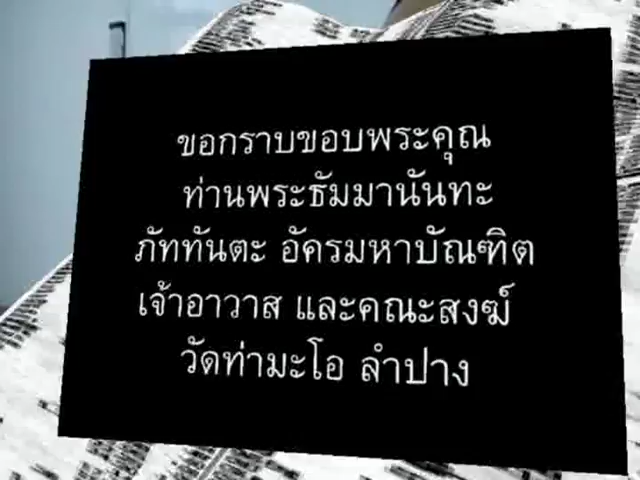 ขอกราบขอบพระคุณ
ท่านพระธัมมานันทะ
ภัททันตะ อัครมหาบัณฑิต
เจ้าอาวาส และคณะสงฆ์
วัดท่ามะโอ ลำปาง